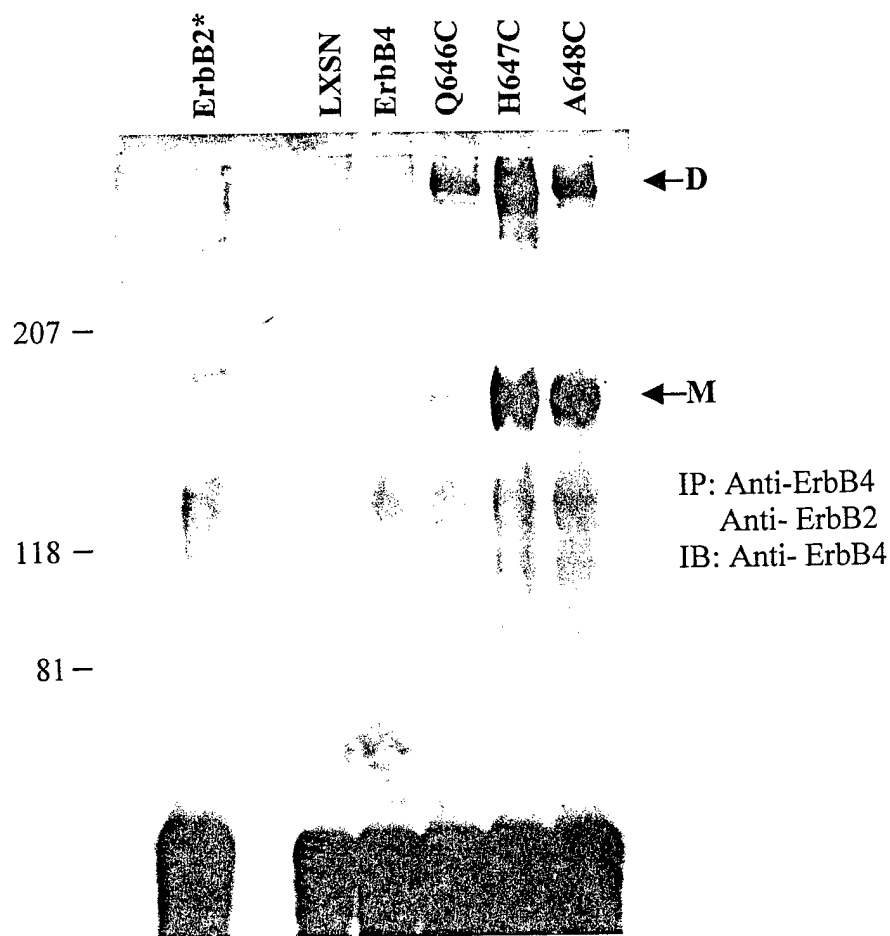 ErbB2*
LXSN
ErbB4
Q646C
H647C
A648C
D
207
M
IP: Anti-ErbB4
Anti- ErbB2
118
IB: Anti- ErbB4
81